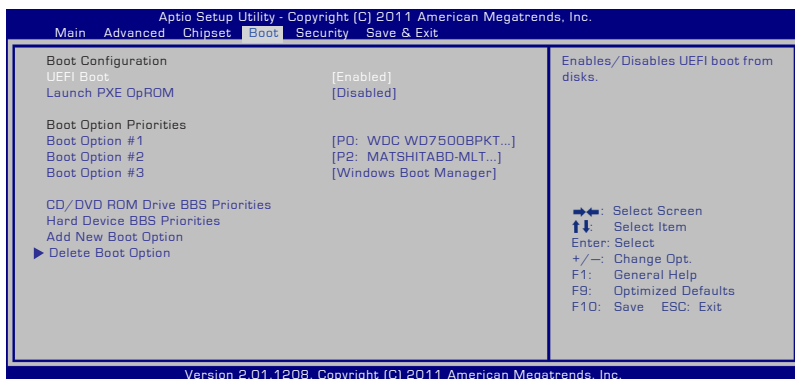 Aptio Setup Utility - Copyright (C) 2011 American Megatrends, Inc.
Main Advanced Chipset Boot Security Save & Exit
Boot Configuration
UEFI Boot [Enabled]
Launch PXE OpROM [Disabled]
Boot Option Priorities
Boot Option #1 [P0: WDC WD7500BPKT...]
Boot Option #2 [P2: MATSHITABD-MLT...]
Boot Option #3 [Windows Boot Manager]
CD/DVD ROM Drive BBS Priorities
Hard Device BBS Priorities
Add New Boot Option
Delete Boot Option
Enables/Disables UEFI boot from
disks.
: Select Screen
: Select Item
Enter: Select
+/—: Change Opt.
F1: General Help
F9: Optimized Defaults
F10: Save ESC: Exit
Version 2.01.1208. Copyright (C) 2011 American Megatrends, Inc.